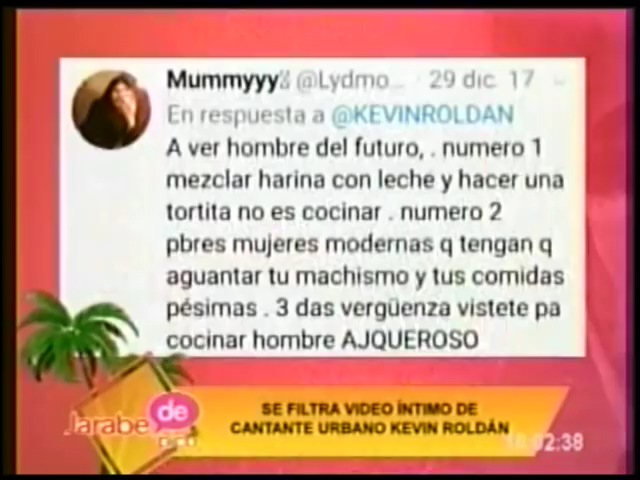 Mummyyy @Lydmo... · 29 dic. 17
En respuesta a @KEVINROLDAN
A ver hombre del futuro, . numero 1
mezclar harina con leche y hacer una
tortita no es cocinar . numero 2
pbres mujeres modernas q tengan q
aguantar tu machismo y tus comidas
pésimas . 3 das vergüenza vistete pa
cocinar hombre AJQUEROSO
SE FILTRA VIDEO ÍNTIMO DE
CANTANTE URBANO KEVIN ROLDÁN
Jarabe de
02:38